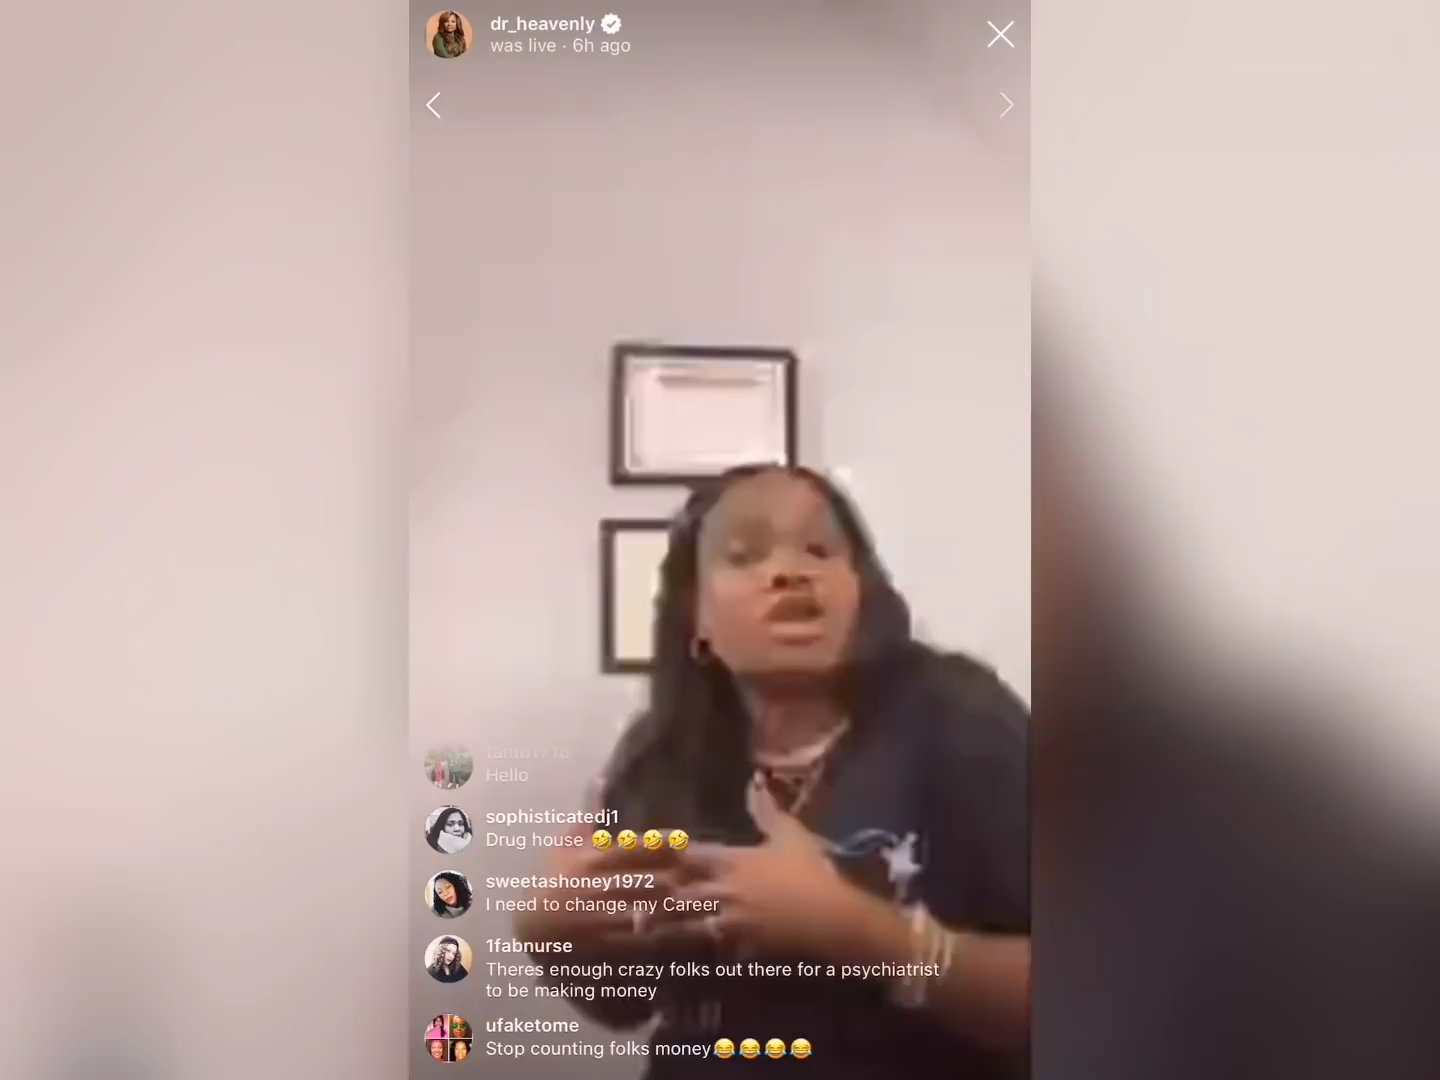 dr_heavenly
was live · 6h ago
Hello
sophisticatedj1
Drug house 🤣🤣🤣🤣
sweetashoney1972
I need to change my Career
1fabnurse
Theres enough crazy folks out there for a psychiatrist
to be making money
ufaketome
Stop counting folks money😂😂😂😂